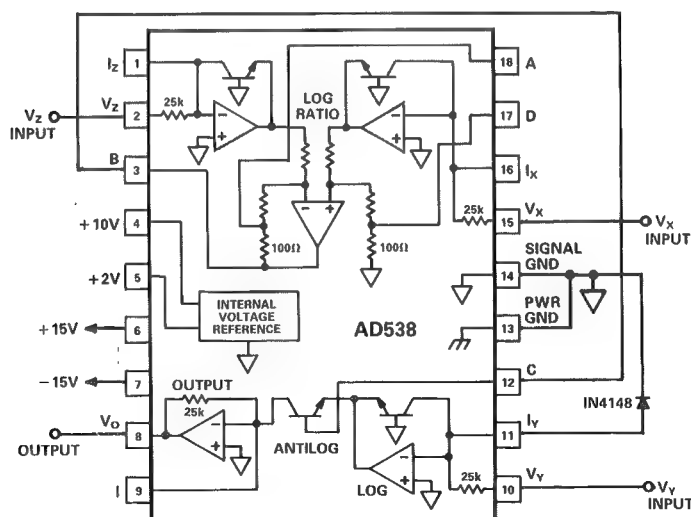 I_Z 1
V_Z INPUT
V_Z 2
25k
B 3
+10V 4
+2V 5
+15V 6
−15V 7
OUTPUT
V_O 8
I 9
LOG RATIO
100Ω
100Ω
INTERNAL VOLTAGE REFERENCE
AD538
OUTPUT
25k
ANTILOG
LOG
25k
25k
18 A
17 D
16 I_X
15 V_X
V_X INPUT
14 SIGNAL GND
13 PWR GND
12 C
IN4148
11 I_Y
10 V_Y
V_Y INPUT